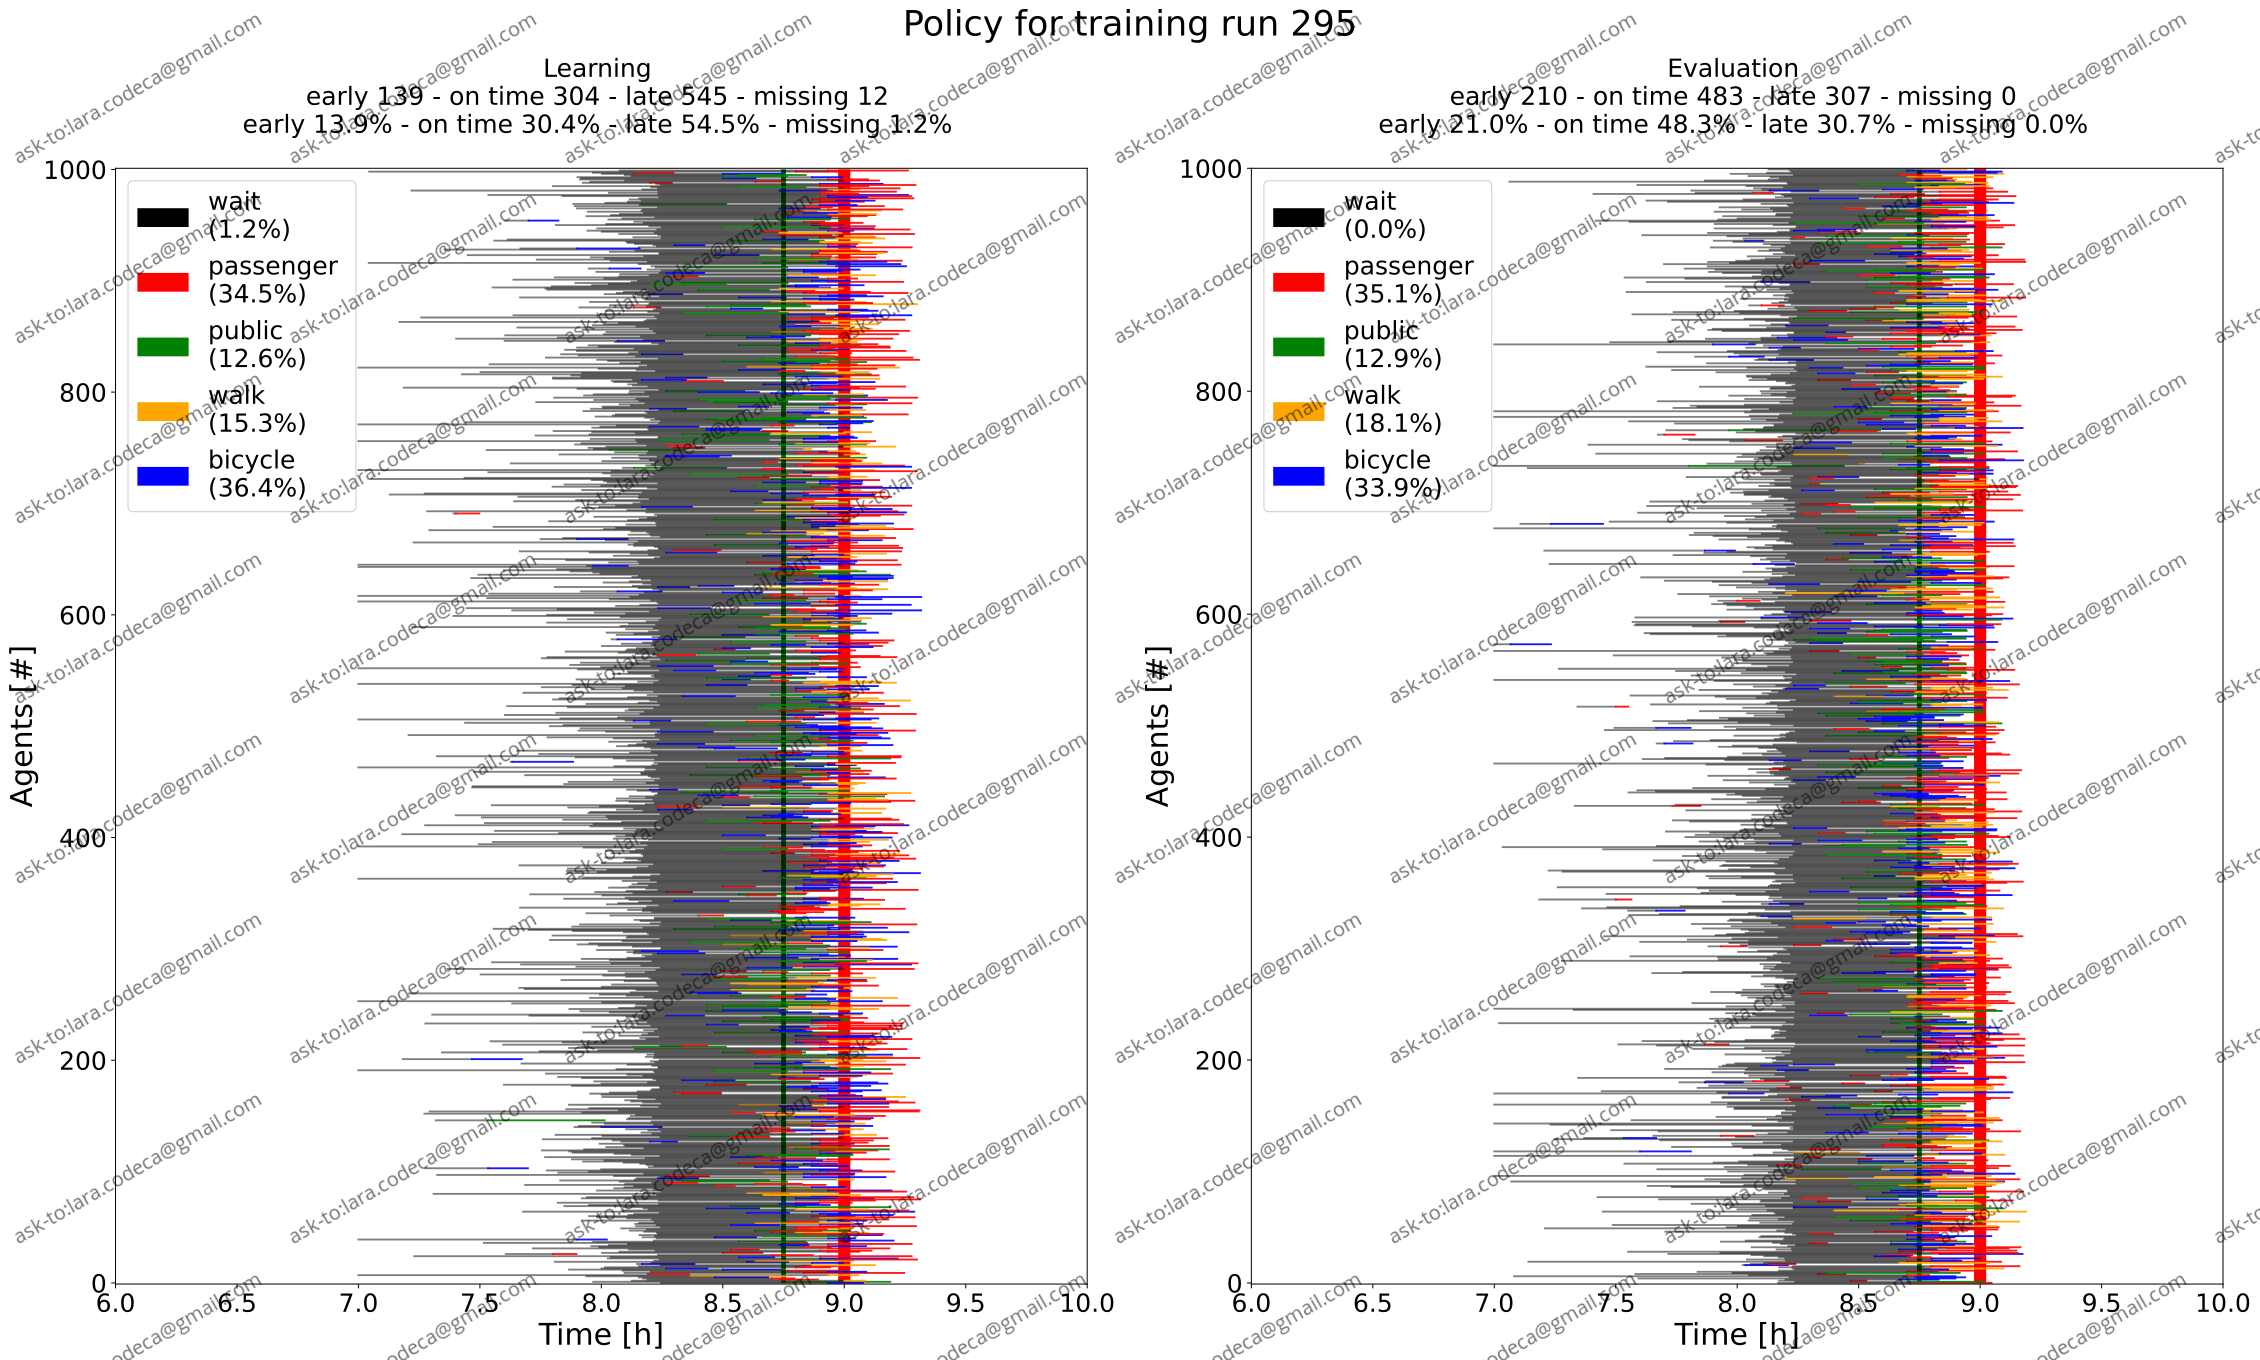 Policy for training run 295
Learning
early 139 - on time 304 - late 545 - missing 12
early 13.9% - on time 30.4% - late 54.5% - missing 1.2%
Evaluation
early 210 - on time 483 - late 307 - missing 0
early 21.0% - on time 48.3% - late 30.7% - missing 0.0%
wait
(1.2%)
passenger
(34.5%)
public
(12.6%)
walk
(15.3%)
bicycle
(36.4%)
1000
800
600
400
200
0
Agents [#]
6.0 6.5 7.0 7.5 8.0 8.5 9.0 9.5 10.0
Time [h]
wait
(0.0%)
passenger
(35.1%)
public
(12.9%)
walk
(18.1%)
bicycle
(33.9%)
1000
800
600
400
200
0
Agents [#]
6.0 6.5 7.0 7.5 8.0 8.5 9.0 9.5 10.0
Time [h]
ask-to:lara.codeca@gmail.com